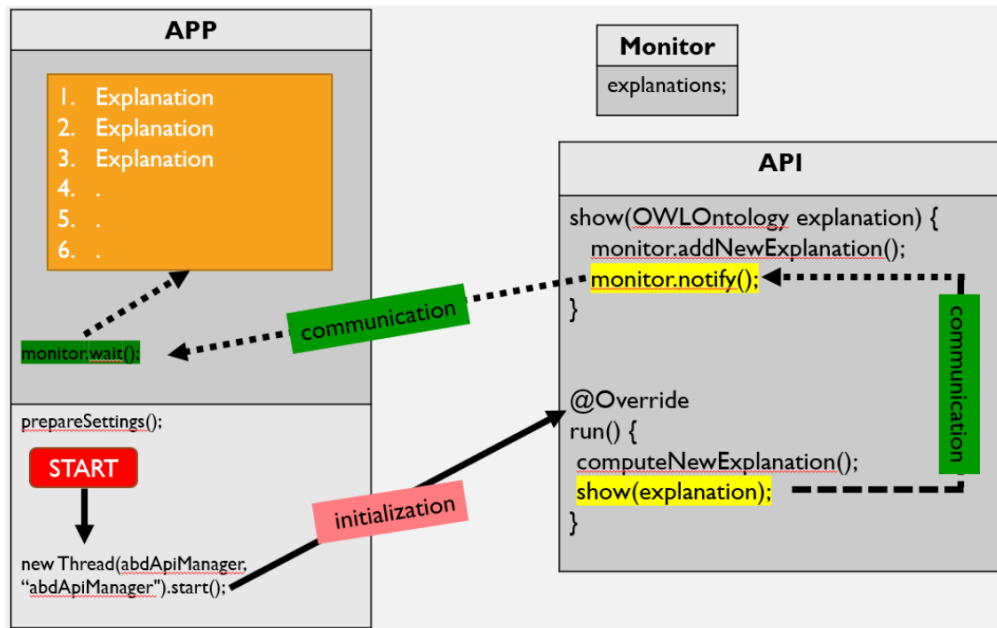 APP
1. Explanation
2. Explanation
3. Explanation
4. .
5. .
6. .
monitor.wait();
prepareSettings();
START
new Thread(abdApiManager,
“abdApiManager").start();
communication
initialization
Monitor
explanations;
API
show(OWLOntology explanation) {
monitor.addNewExplanation();
monitor.notify();
}
@Override
run() {
computeNewExplanation();
show(explanation);
}
communication